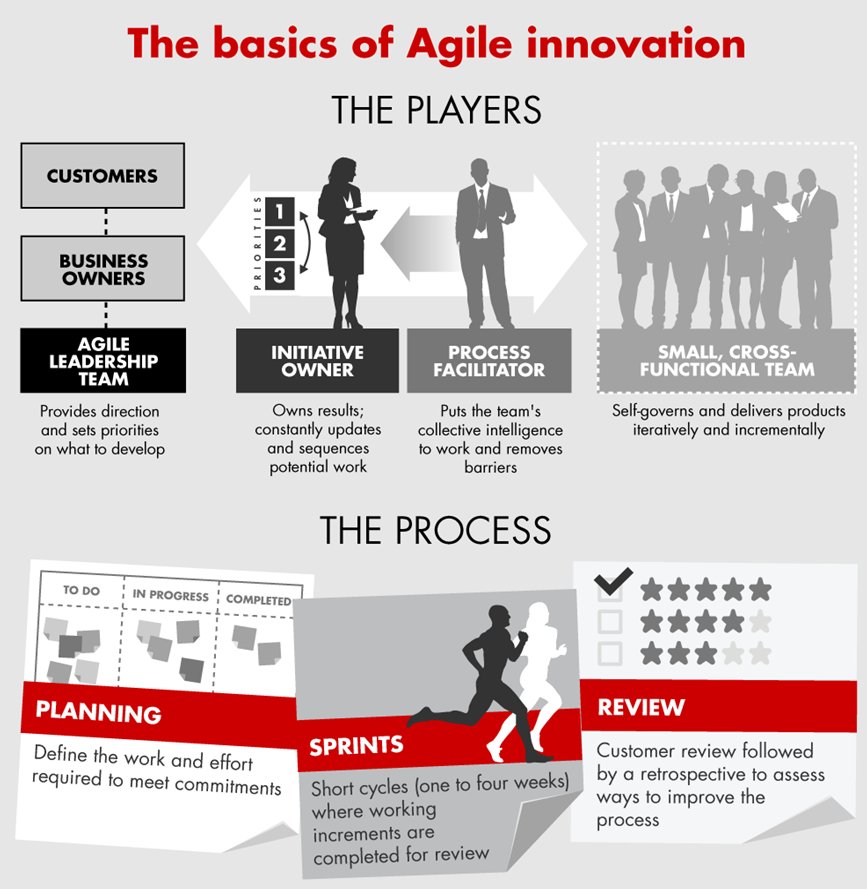 The basics of Agile innovation
THE PLAYERS
CUSTOMERS
BUSINESS
OWNERS
AGILE
LEADERSHIP
TEAM
Provides direction
and sets priorities
on what to develop
PRIORITIES
1
2
3
INITIATIVE
OWNER
Owns results;
constantly updates
and sequences
potential work
PROCESS
FACILITATOR
Puts the team's
collective intelligence
to work and removes
barriers
SMALL, CROSS-
FUNCTIONAL TEAM
Self-governs and delivers products
iteratively and incrementally
THE PROCESS
TO DO
IN PROGRESS
COMPLETED
PLANNING
Define the work and effort
required to meet commitments
SPRINTS
Short cycles (one to four weeks)
where working
increments are
completed for review
REVIEW
Customer review followed
by a retrospective to assess
ways to improve the
process